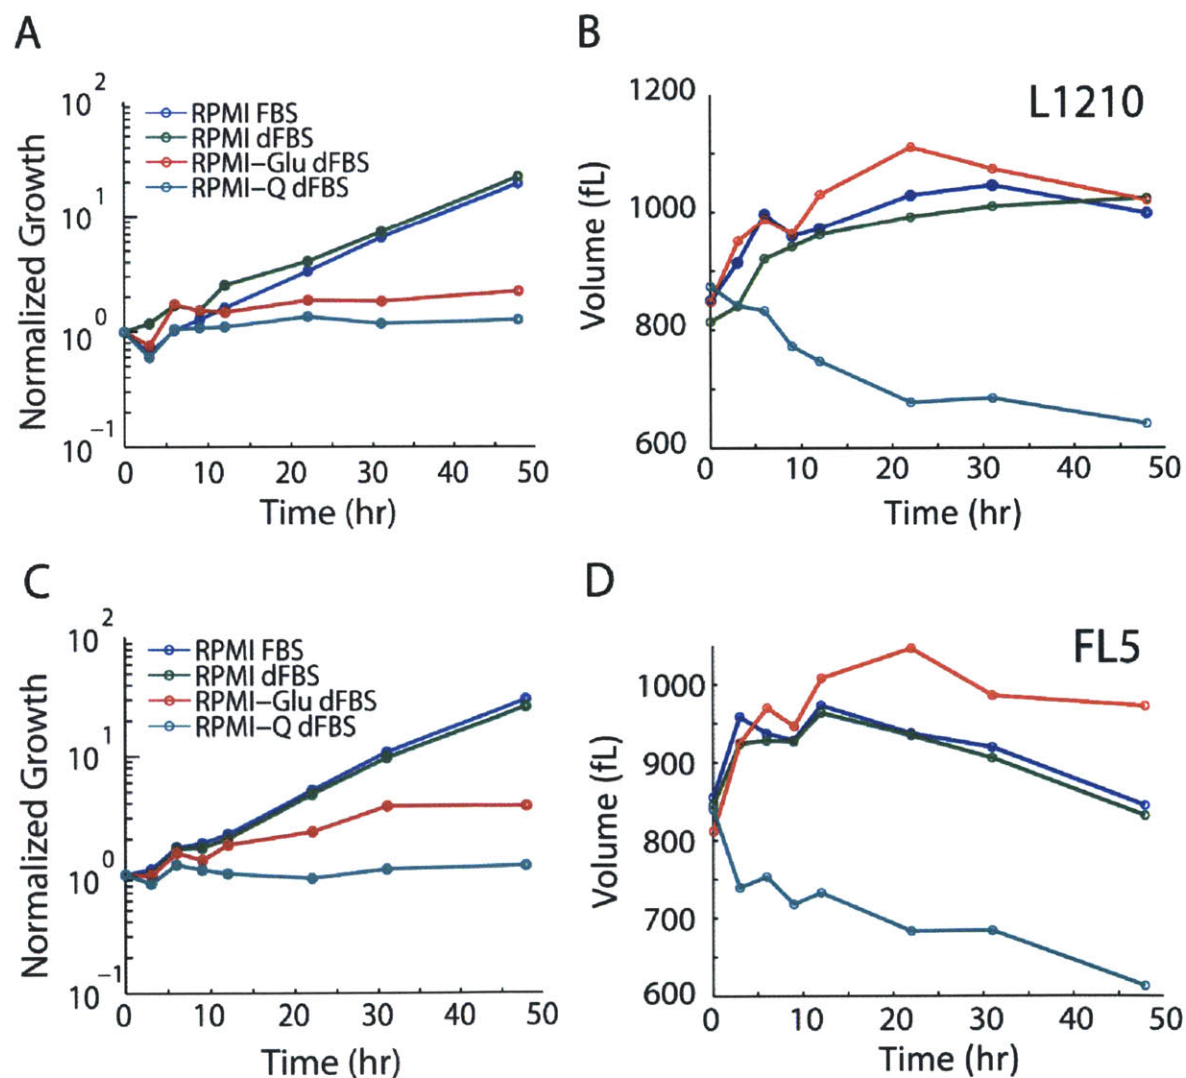 A
10^2
10^1
10^0
10^−1
Normalized Growth
RPMI FBS
RPMI dFBS
RPMI−Glu dFBS
RPMI−Q dFBS
0 10 20 30 40 50
Time (hr)
B
L1210
1200
1000
800
600
Volume (fL)
0 10 20 30 40 50
Time (hr)
C
10^2
10^1
10^0
10^−1
Normalized Growth
RPMI FBS
RPMI dFBS
RPMI−Glu dFBS
RPMI−Q dFBS
0 10 20 30 40 50
Time (hr)
D
FL5
1000
900
800
700
600
Volume (fL)
0 10 20 30 40 50
Time (hr)